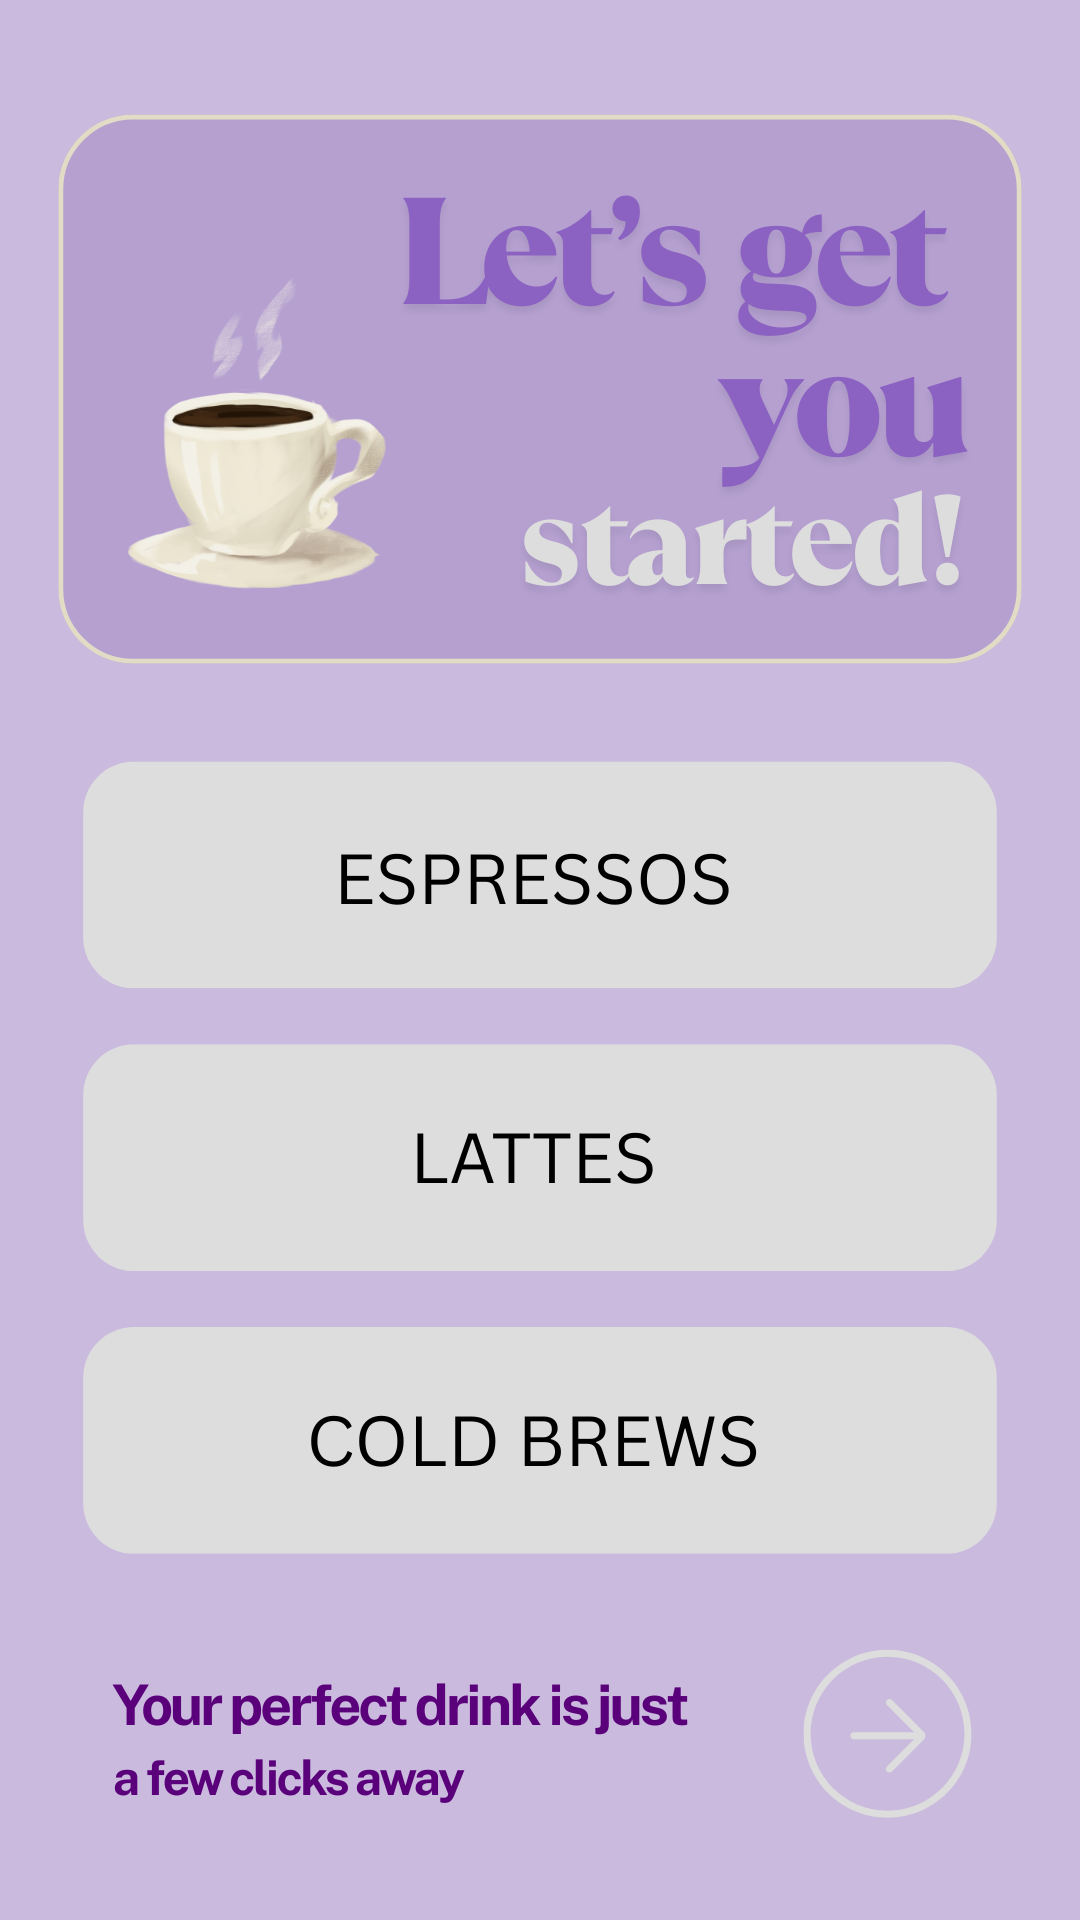 Let’s get
you
started!
ESPRESSOS
LATTES
COLD BREWS
Your perfect drink is just
a few clicks away